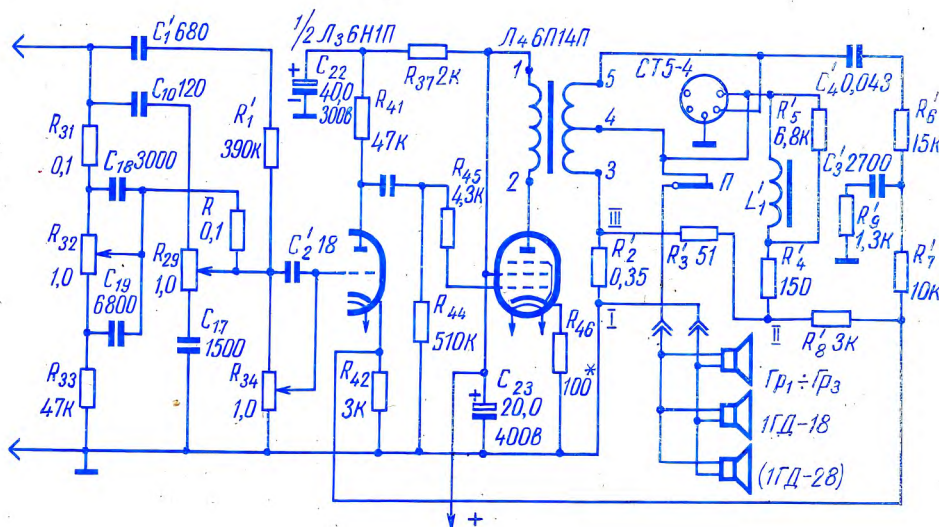 C₁' 680
½ Л₃ 6Н1П
Л₄ 6П14П
СТ5-4
C₄' 0,043
C₁₀ 120
C₂₂
40,0
300В
R₃₇ 2к
1
2
5
4
3
R₃₁
0,1
R₁'
390к
R₄₁
47к
R₅'
6,8к
R₆'
15к
C₁₈ 3000
R₄₅
4,3к
C₃' 2700
L₁'
П
R₉'
1,3к
R
0,1
R₃₂
1,0
R₂₉
1,0
C₂' 18
III
R₂'
0,35
R₃' 51
R₄'
150
R₇'
10к
C₁₉
6800
C₁₇
1500
R₄₄
510к
R₄₆
100*
I
II
R₈' 3к
R₃₃
47к
R₃₄
1,0
R₄₂
3к
C₂₃
20,0
400В
Гр₁÷Гр₃
1ГД-18
(1ГД-28)
+
+
+
−